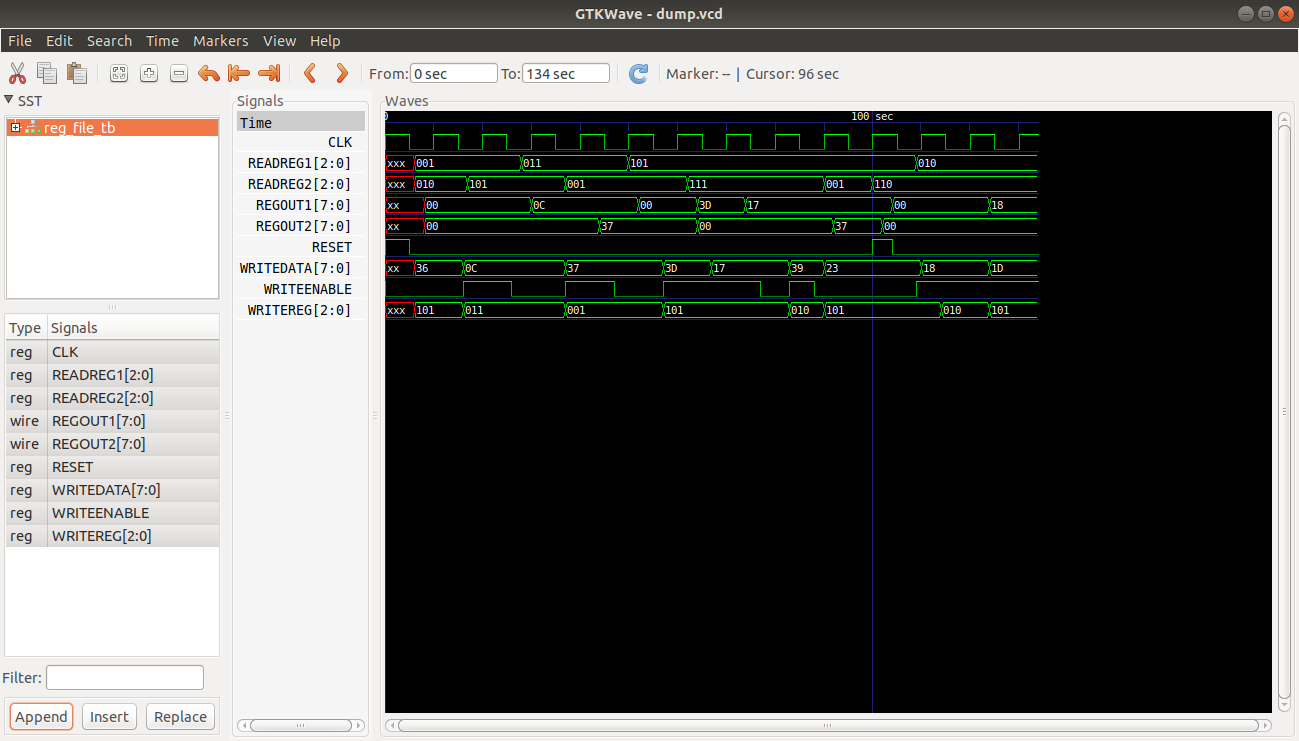 GTKWave - dump.vcd
File Edit Search Time Markers View Help
From: 0 sec To: 134 sec Marker: -- | Cursor: 96 sec
SST
reg_file_tb
Type Signals
reg CLK
reg READREG1[2:0]
reg READREG2[2:0]
wire REGOUT1[7:0]
wire REGOUT2[7:0]
reg RESET
reg WRITEDATA[7:0]
reg WRITEENABLE
reg WRITEREG[2:0]
Filter:
Append Insert Replace
Signals
Waves
Time 0 100 sec
CLK
READREG1[2:0] xxx 001 011 101 010
READREG2[2:0] xxx 010 101 001 111 001 110
REGOUT1[7:0] xx 00 0C 00 3D 17 00 18
REGOUT2[7:0] xx 00 37 00 37 00
RESET
WRITEDATA[7:0] xx 36 0C 37 3D 17 39 23 18 1D
WRITEENABLE
WRITEREG[2:0] xxx 101 011 001 101 010 101 010 101